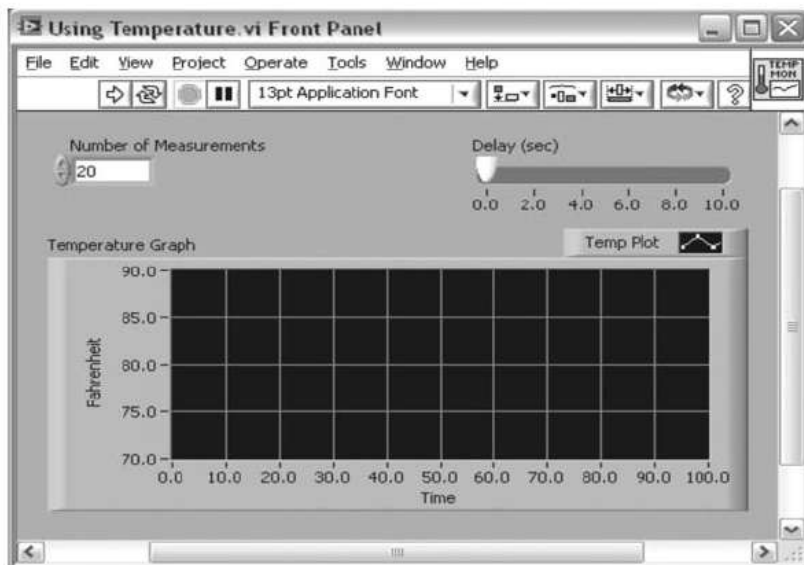 Using Temperature.vi Front Panel
File Edit View Project Operate Tools Window Help
TEMP
MON
13pt Application Font
?
Number of Measurements
20
Delay (sec)
0.0 2.0 4.0 6.0 8.0 10.0
Temperature Graph
Temp Plot
90.0
85.0
80.0
75.0
70.0
Fahrenheit
0.0 10.0 20.0 30.0 40.0 50.0 60.0 70.0 80.0 90.0 100.0
Time